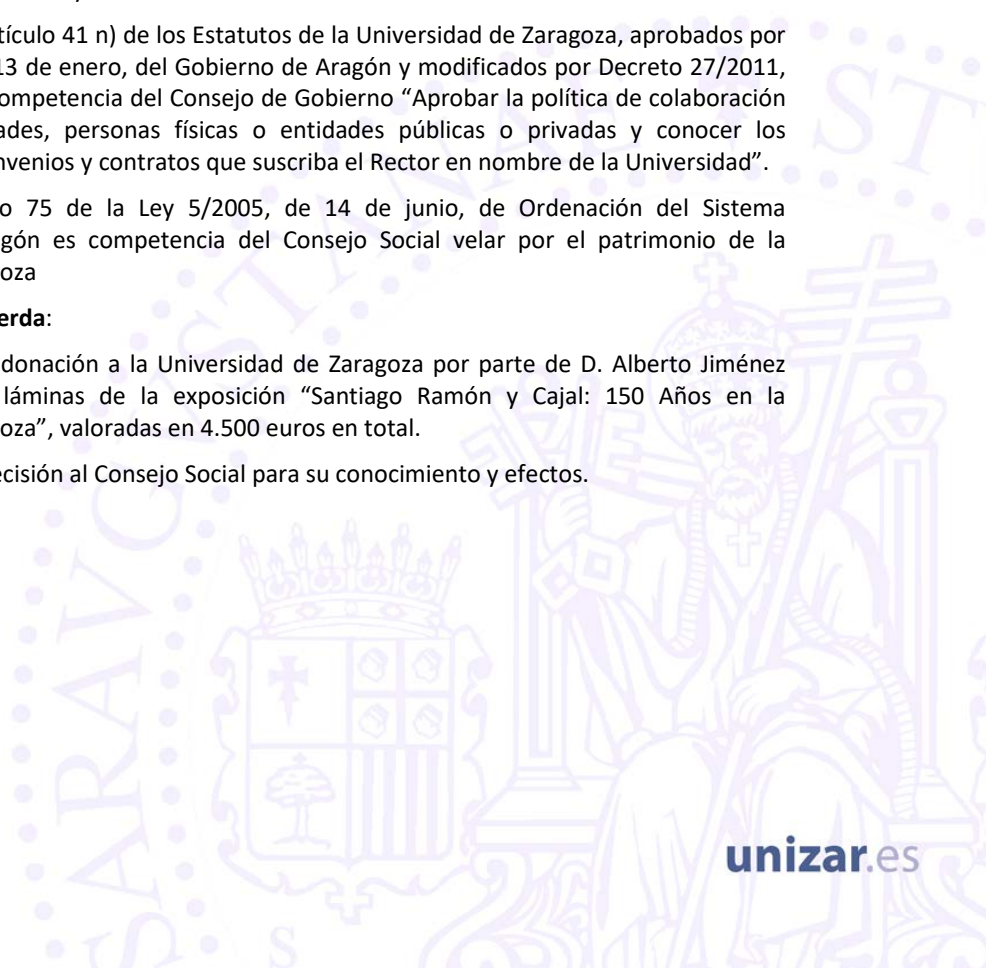 tículo 41 n) de los Estatutos de la Universidad de Zaragoza, aprobados por
13 de enero, del Gobierno de Aragón y modificados por Decreto 27/2011,
ompetencia del Consejo de Gobierno “Aprobar la política de colaboración
ades, personas físicas o entidades públicas o privadas y conocer los
nvenios y contratos que suscriba el Rector en nombre de la Universidad”.
o 75 de la Ley 5/2005, de 14 de junio, de Ordenación del Sistema
gón es competencia del Consejo Social velar por el patrimonio de la
oza
erda:
donación a la Universidad de Zaragoza por parte de D. Alberto Jiménez
láminas de la exposición “Santiago Ramón y Cajal: 150 Años en la
oza”, valoradas en 4.500 euros en total.
ecisión al Consejo Social para su conocimiento y efectos.
unizar.es